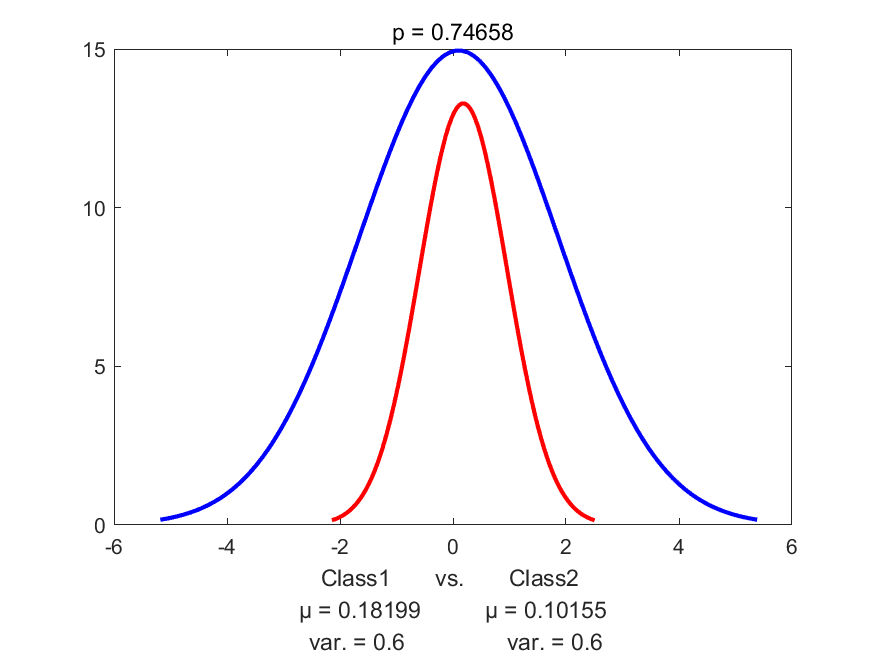 p = 0.74658
15
10
5
0
-6 -4 -2 0 2 4 6
Class1 vs. Class2
μ = 0.18199 μ = 0.10155
var. = 0.6 var. = 0.6